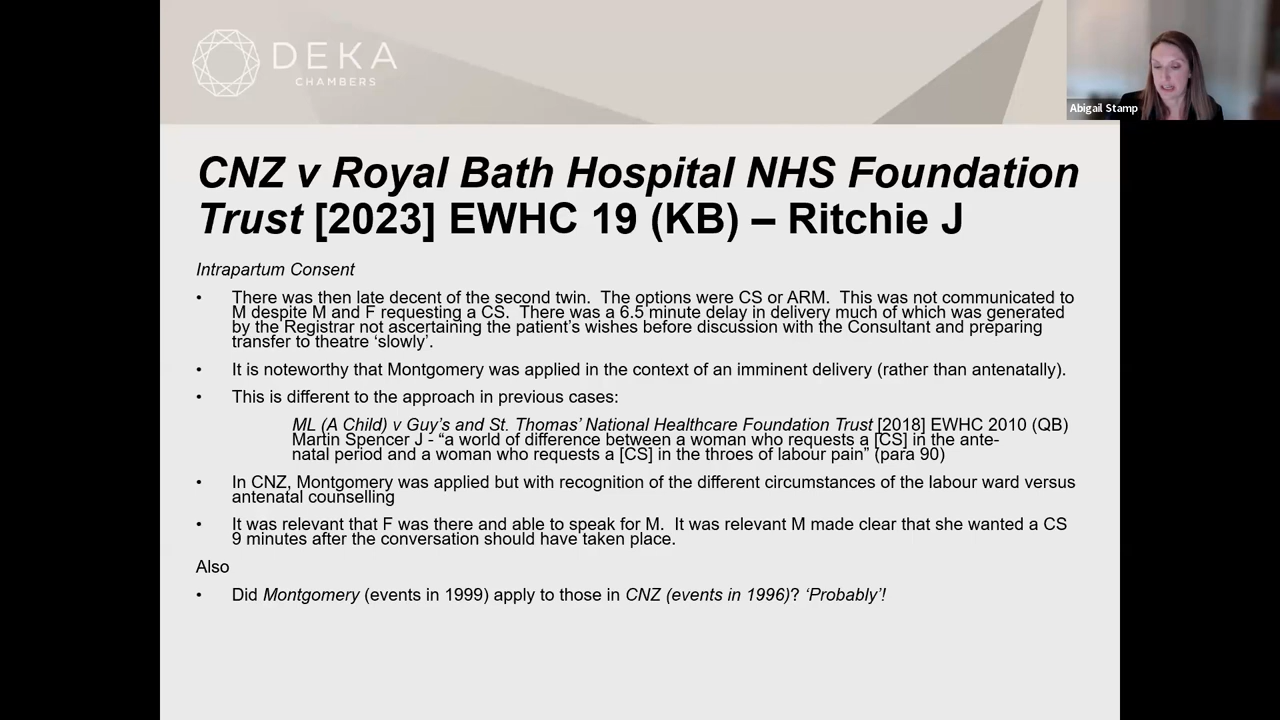 DEKA
CHAMBERS
Abigail Stamp
CNZ v Royal Bath Hospital NHS Foundation
Trust [2023] EWHC 19 (KB) – Ritchie J
Intrapartum Consent
• There was then late decent of the second twin. The options were CS or ARM. This was not communicated to
M despite M and F requesting a CS. There was a 6.5 minute delay in delivery much of which was generated
by the Registrar not ascertaining the patient’s wishes before discussion with the Consultant and preparing
transfer to theatre ‘slowly’.
• It is noteworthy that Montgomery was applied in the context of an imminent delivery (rather than antenatally).
• This is different to the approach in previous cases:
ML (A Child) v Guy’s and St. Thomas’ National Healthcare Foundation Trust [2018] EWHC 2010 (QB)
Martin Spencer J - “a world of difference between a woman who requests a [CS] in the ante-
natal period and a woman who requests a [CS] in the throes of labour pain” (para 90)
• In CNZ, Montgomery was applied but with recognition of the different circumstances of the labour ward versus
antenatal counselling
• It was relevant that F was there and able to speak for M. It was relevant M made clear that she wanted a CS
9 minutes after the conversation should have taken place.
Also
• Did Montgomery (events in 1999) apply to those in CNZ (events in 1996)? ‘Probably’!